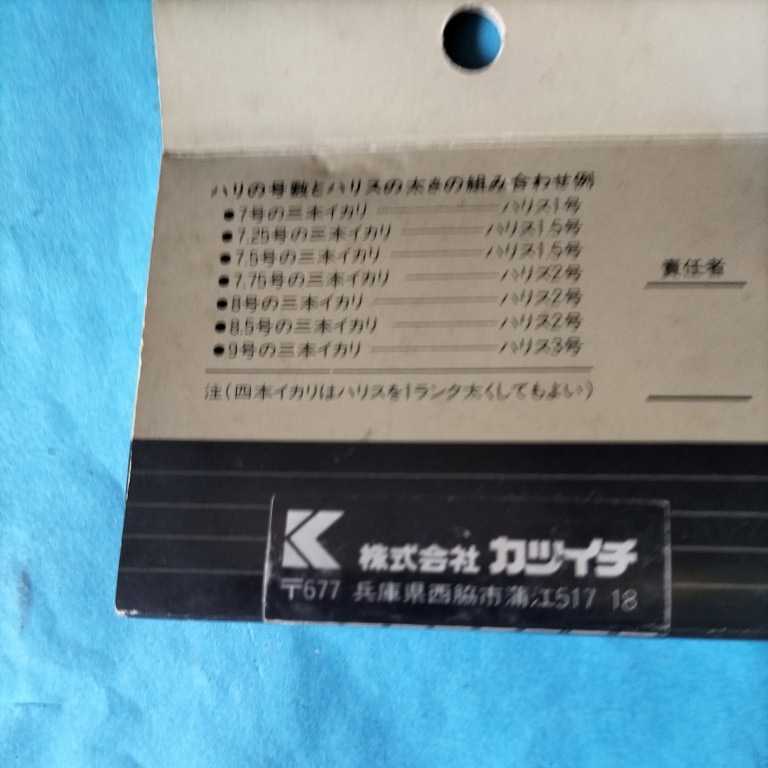 ハリの号数とハリスの太さの組み合わせ例
●7号の三本イカリ ハリス1号
●7.25号の三本イカリ ハリス1.5号
●7.5号の三本イカリ ハリス1.5号
●7.75号の三本イカリ ハリス2号
●8号の三本イカリ ハリス2号
●8.5号の三本イカリ ハリス2号
●9号の三本イカリ ハリス3号
注(四本イカリはハリスを1ランク太くしてもよい)
責任者
K 株式会社 カツイチ
〒677 兵庫県西脇市蒲江517 18